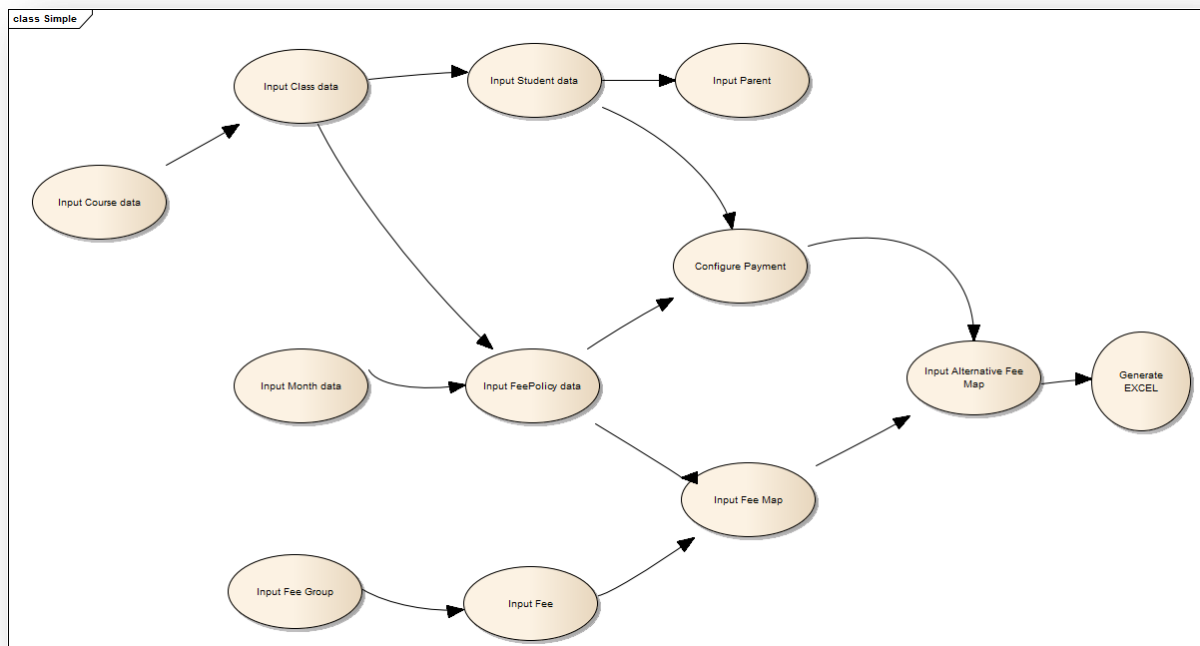 class Simple
Input Class data
Input Student data
Input Parent
Input Course data
Configure Payment
Input Month data
Input FeePolicy data
Input Alternative Fee
Map
Generate
EXCEL
Input Fee Map
Input Fee Group
Input Fee